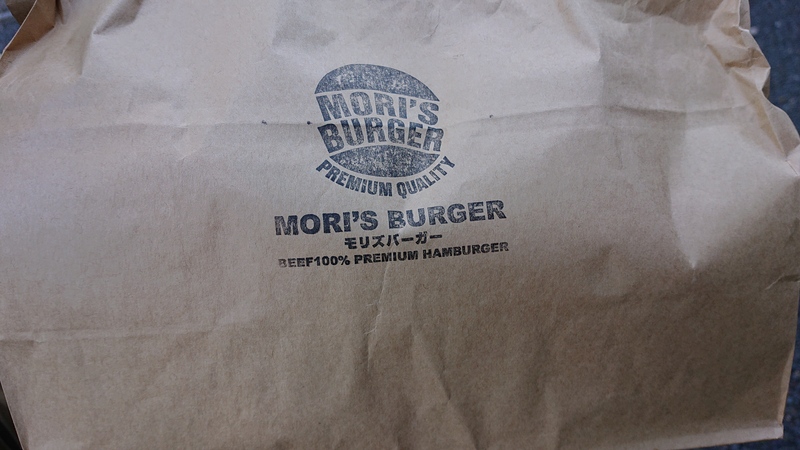 MORI'S
BURGER
PREMIUM QUALITY
MORI'S BURGER
モリズバーガー
BEEF100% PREMIUM HAMBURGER